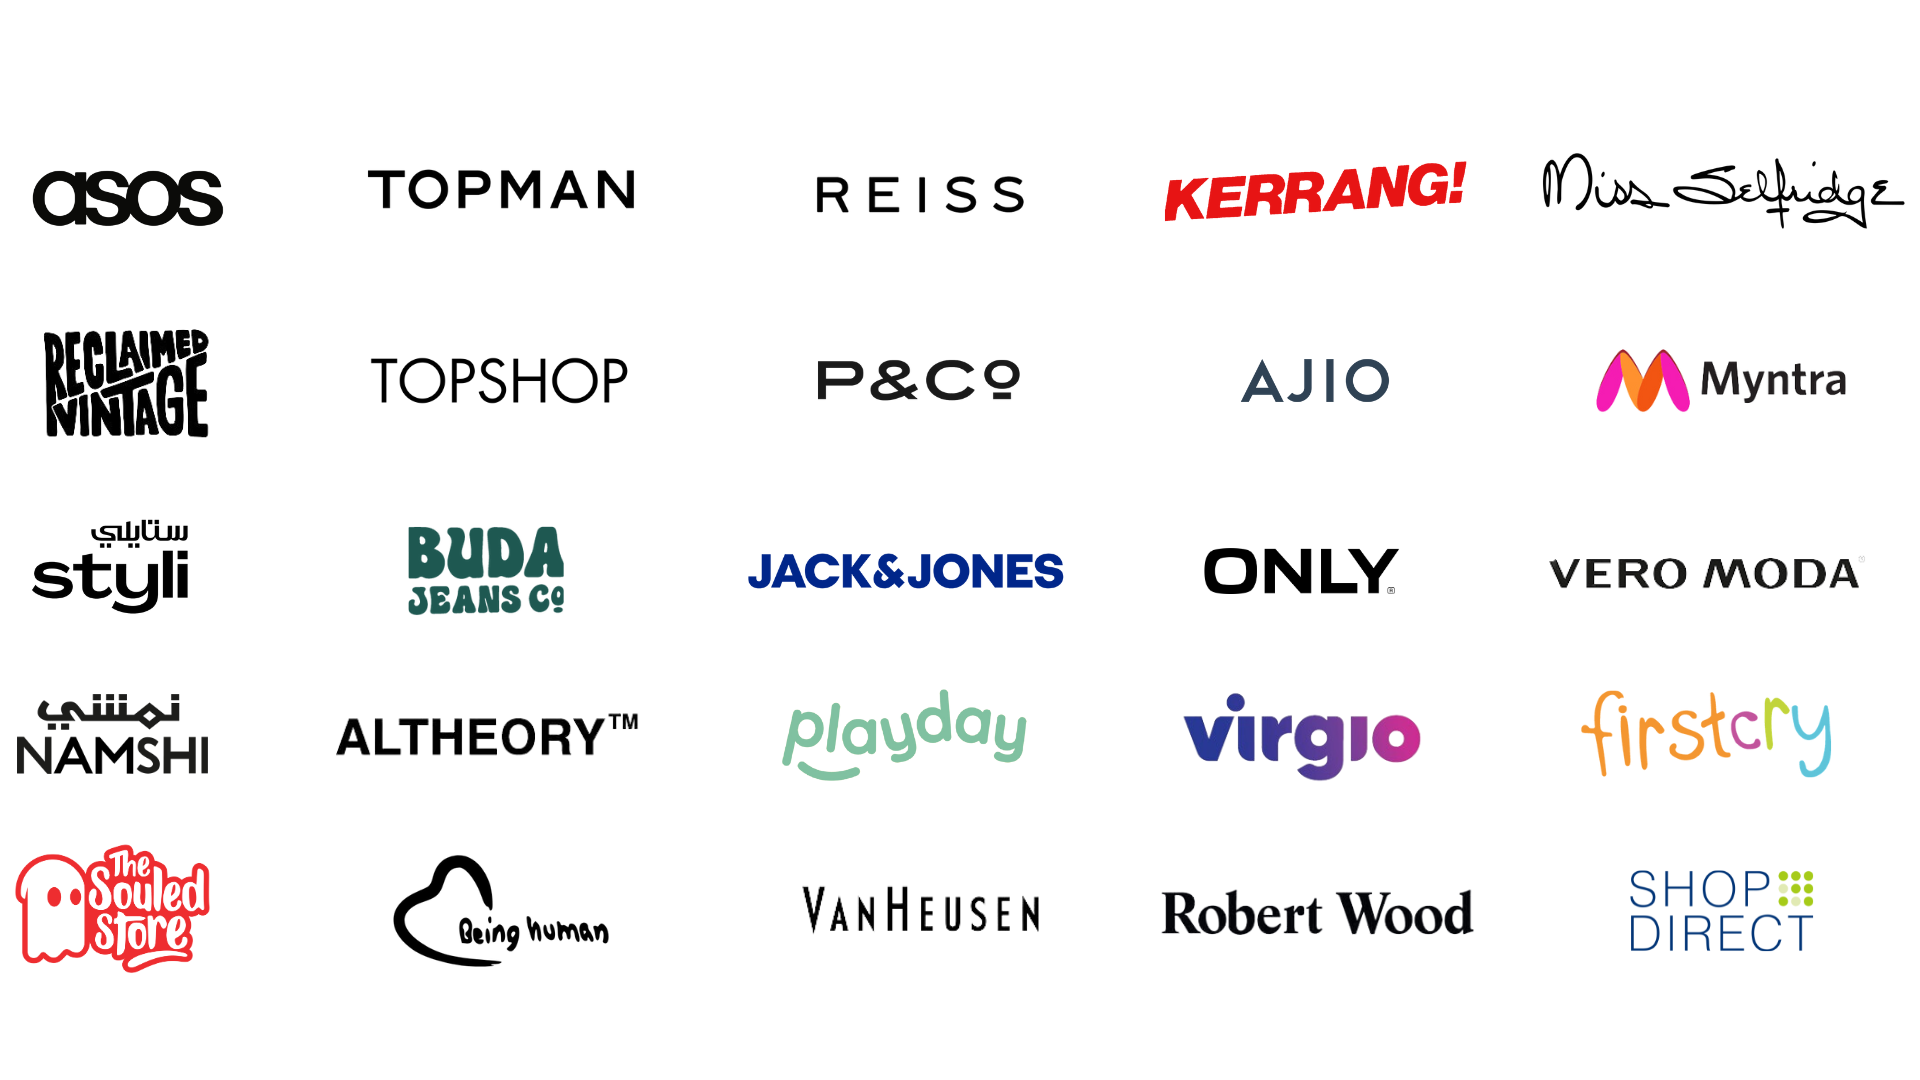 asos
TOPMAN
REISS
KERRANG!
Miss Selfridge
RECLAIMED
VINTAGE
TOPSHOP
P&Co
AJIO
Myntra
ستايلي
styli
BUDA
JEANS Co
JACK&JONES
ONLY®
VERO MODA
نمشي
NAMSHI
ALTHEORY™
playday
virgio
firstcry
The
Souled
Store
Being human
VANHEUSEN
Robert Wood
SHOP
DIRECT